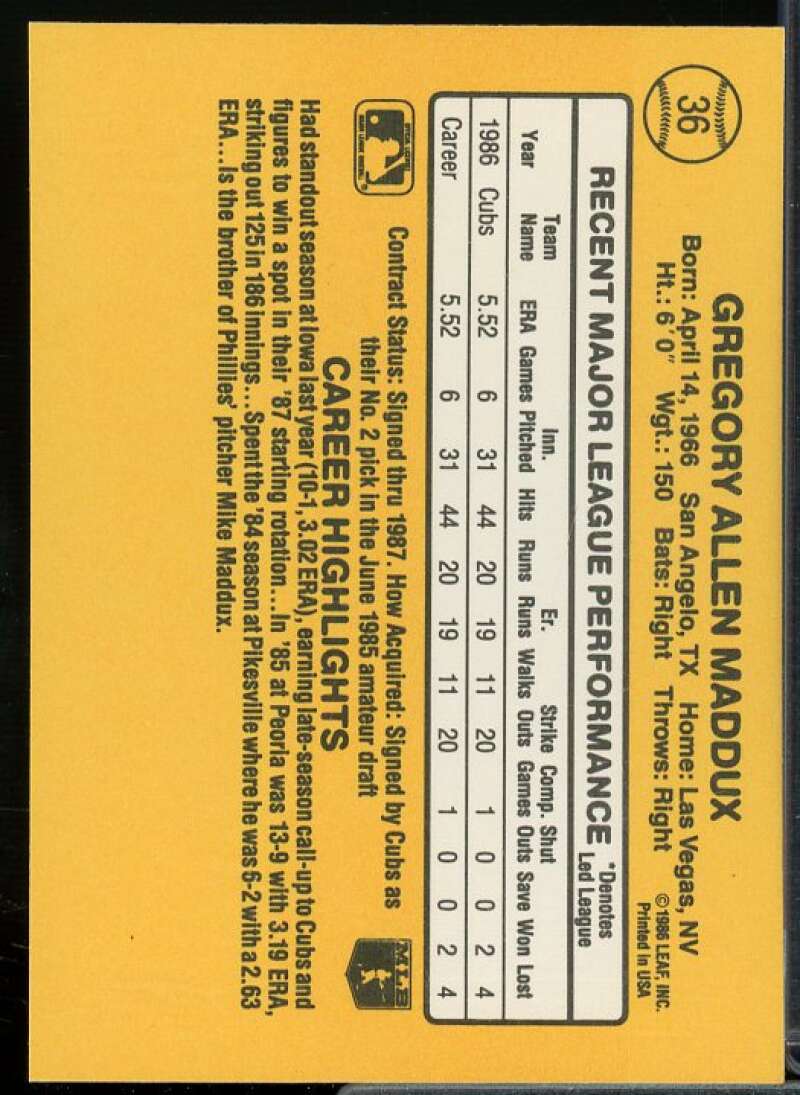 36
GREGORY ALLEN MADDUX
Born: April 14, 1966 San Angelo, TX Home: Las Vegas, NV
Ht.: 6'0" Wgt.: 150 Bats: Right Throws: Right
© 1986 LEAF, INC.
Printed in USA
RECENT MAJOR LEAGUE PERFORMANCE *Denotes
Led League
Team Inn. Er. Strike Comp. Shut
Year Name ERA Games Pitched Hits Runs Runs Walks Outs Games Outs Save Won Lost
1986 Cubs 5.52 6 31 44 20 19 11 20 1 0 0 2 4
Career 5.52 6 31 44 20 19 11 20 1 0 0 2 4
Contract Status: Signed thru 1987. How Acquired: Signed by Cubs as
their No. 2 pick in the June 1985 amateur draft
MLB
CAREER HIGHLIGHTS
Had standout season at Iowa last year (10-1, 3.02 ERA), earning late-season call-up to Cubs and
figures to win a spot in their '87 starting rotation...In '85 at Peoria was 13-9 with 3.19 ERA,
striking out 125 in 186 innings...Spent the '84 season at Pikesville where he was 6-2 with a 2.63
ERA...Is the brother of Phillies' pitcher Mike Maddux.